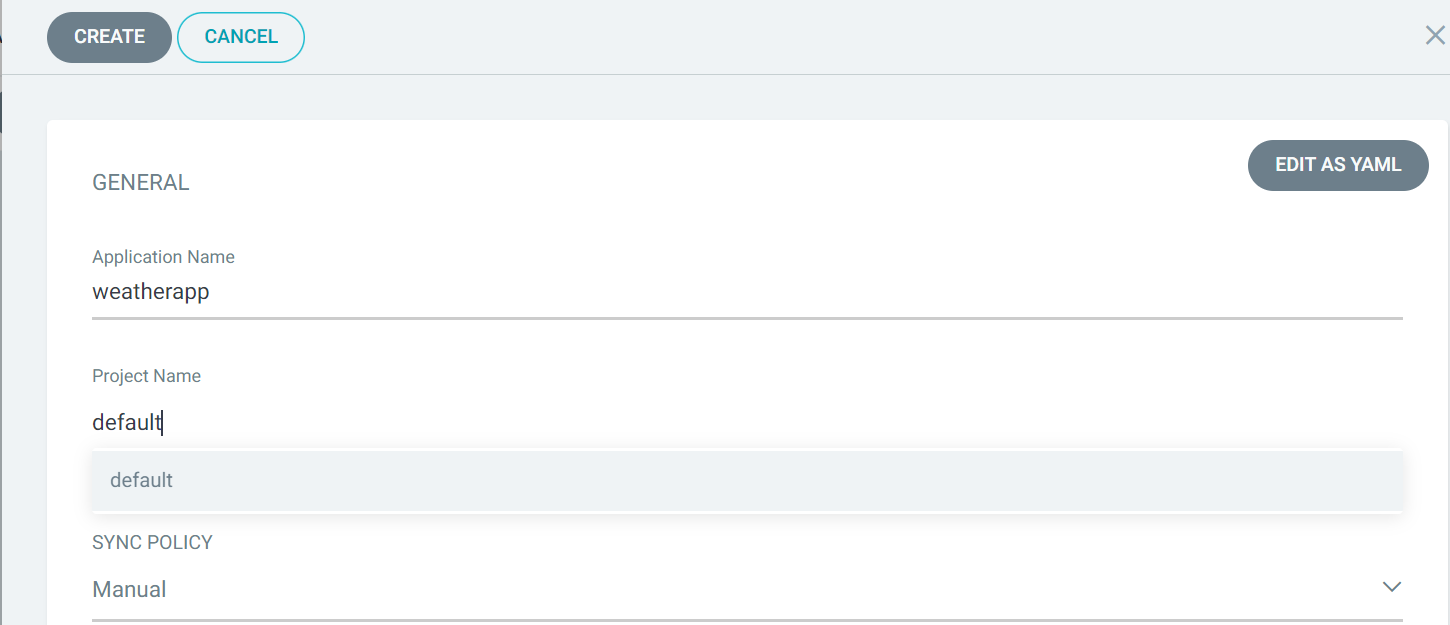 CREATE CANCEL
EDIT AS YAML
GENERAL
Application Name
weatherapp
Project Name
default
default
SYNC POLICY
Manual